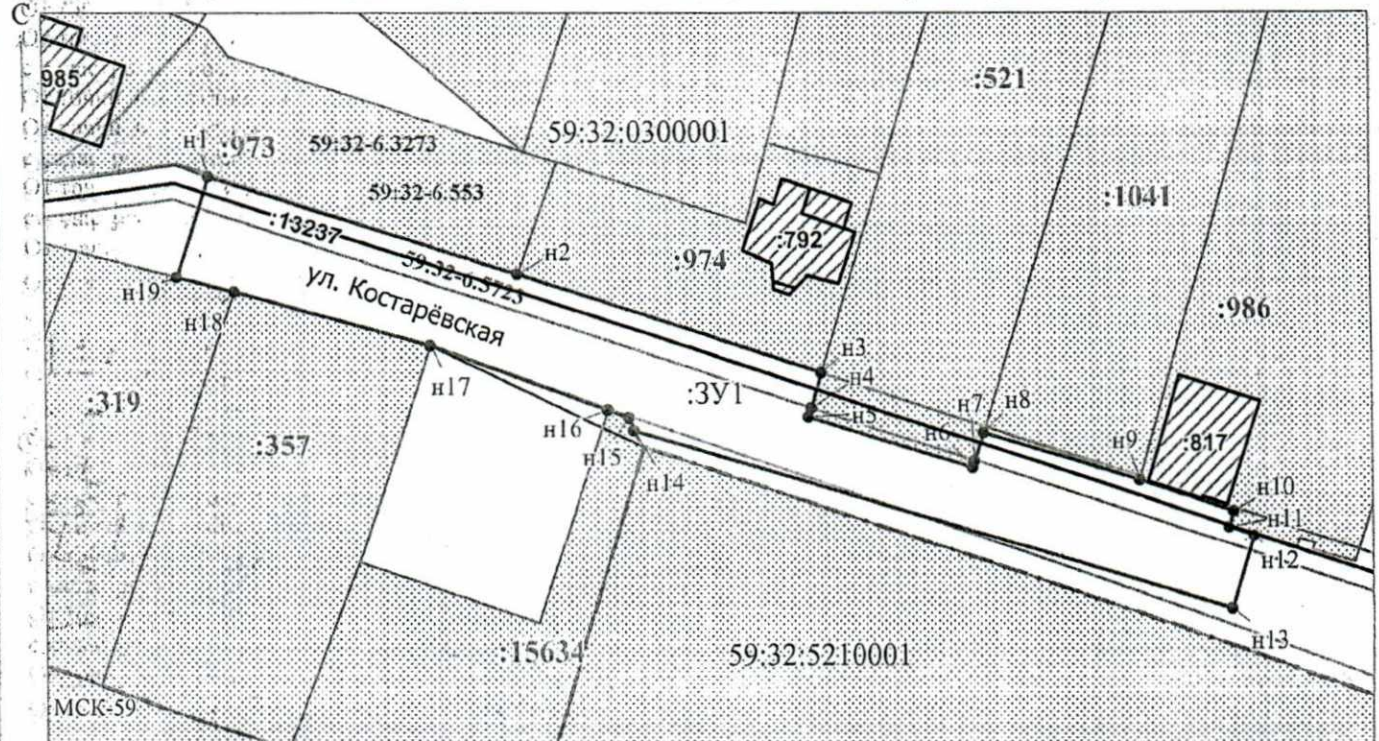 :521
985
59:32:0300001
н1
:973
59:32-6.3273
59:32-6.553
:1041
:13237
:792
н2
:974
59:32-6.5723
ул. Костарёвская
н19
н18
:986
н3
н4
н17
:ЗУ1
н5
н7
н8
:319
н6
н16
н9
:817
:357
н15
н14
н10
н11
н12
н13
:15634
59:32:5210001
МСК-59